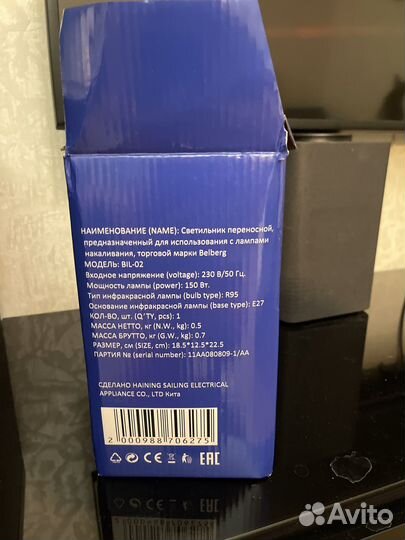 НАИМЕНОВАНИЕ (NAME): Светильник переносной,
предназначенный для использования с лампами
накаливания, торговой марки Belberg
МОДЕЛЬ: BIL-02
Входное напряжение (voltage): 230 В/50 Гц.
Мощность лампы (power): 150 Вт.
Тип инфракрасной лампы (bulb type): R95
Основание инфракрасной лампы (base type): E27
КОЛ-ВО, шт. (Q'TY, pcs): 1
МАССА НЕТТО, кг (N.W., kg.): 0.5
МАССА БРУТТО, кг (G.W., kg.): 0.7
РАЗМЕР, см (SIZE, cm): 18.5*12.5*22.5
ПАРТИЯ № (serial number): 11AA080809-1/AA
СДЕЛАНО HAINING SAILING ELECTRICAL
APPLIANCE CO., LTD Кита
2 000988 706275
CE EAC
Avito